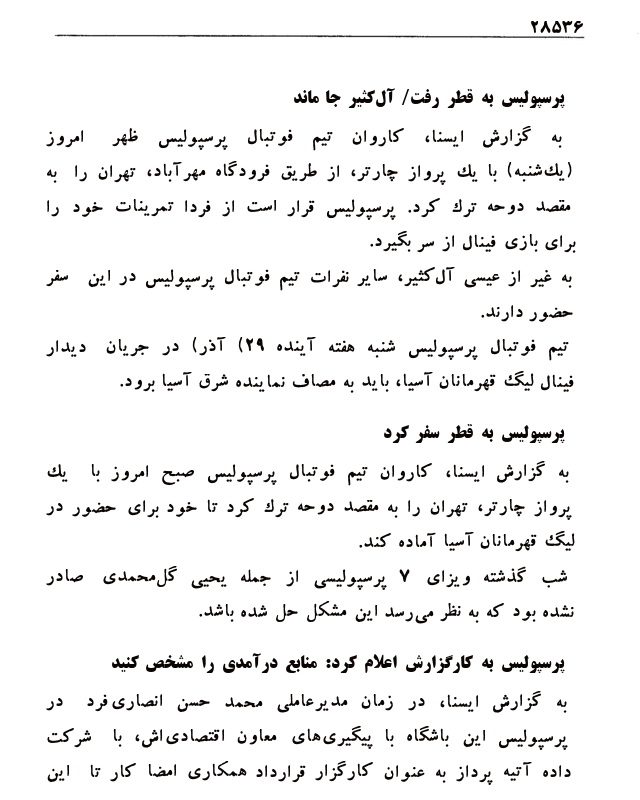 ۲۸۵۳۶
پرسپولیس به قطر رفت/ آل‌کثیر جا ماند
به گزارش ایسنا، کاروان تیم فوتبال پرسپولیس ظهر امروز
(یک‌شنبه) با یک پرواز چارتر، از طریق فرودگاه مهرآباد، تهران را به
مقصد دوحه ترک کرد. پرسپولیس قرار است از فردا تمرینات خود را
برای بازی فینال از سر بگیرد.
به غیر از عیسی آل‌کثیر، سایر نفرات تیم فوتبال پرسپولیس در این سفر
حضور دارند.
تیم فوتبال پرسپولیس شنبه هفته آینده ۲۹) آذر) در جریان دیدار
فینال لیگ قهرمانان آسیا، باید به مصاف نماینده شرق آسیا برود.
پرسپولیس به قطر سفر کرد
به گزارش ایسنا، کاروان تیم فوتبال پرسپولیس صبح امروز با یک
پرواز چارتر، تهران را به مقصد دوحه ترک کرد تا خود برای حضور در
لیگ قهرمانان آسیا آماده کند.
شب گذشته ویزای ۷ پرسپولیسی از جمله یحیی گل‌محمدی صادر
نشده بود که به نظر می‌رسد این مشکل حل شده باشد.
پرسپولیس به کارگزارش اعلام کرد: منابع درآمدی را مشخص کنید
به گزارش ایسنا، در زمان مدیرعاملی محمد حسن انصاری‌فرد در
پرسپولیس این باشگاه با پیگیری‌های معاون اقتصادی‌اش، با شرکت
داده آتیه پرداز به عنوان کارگزار قرارداد همکاری امضا کار تا این